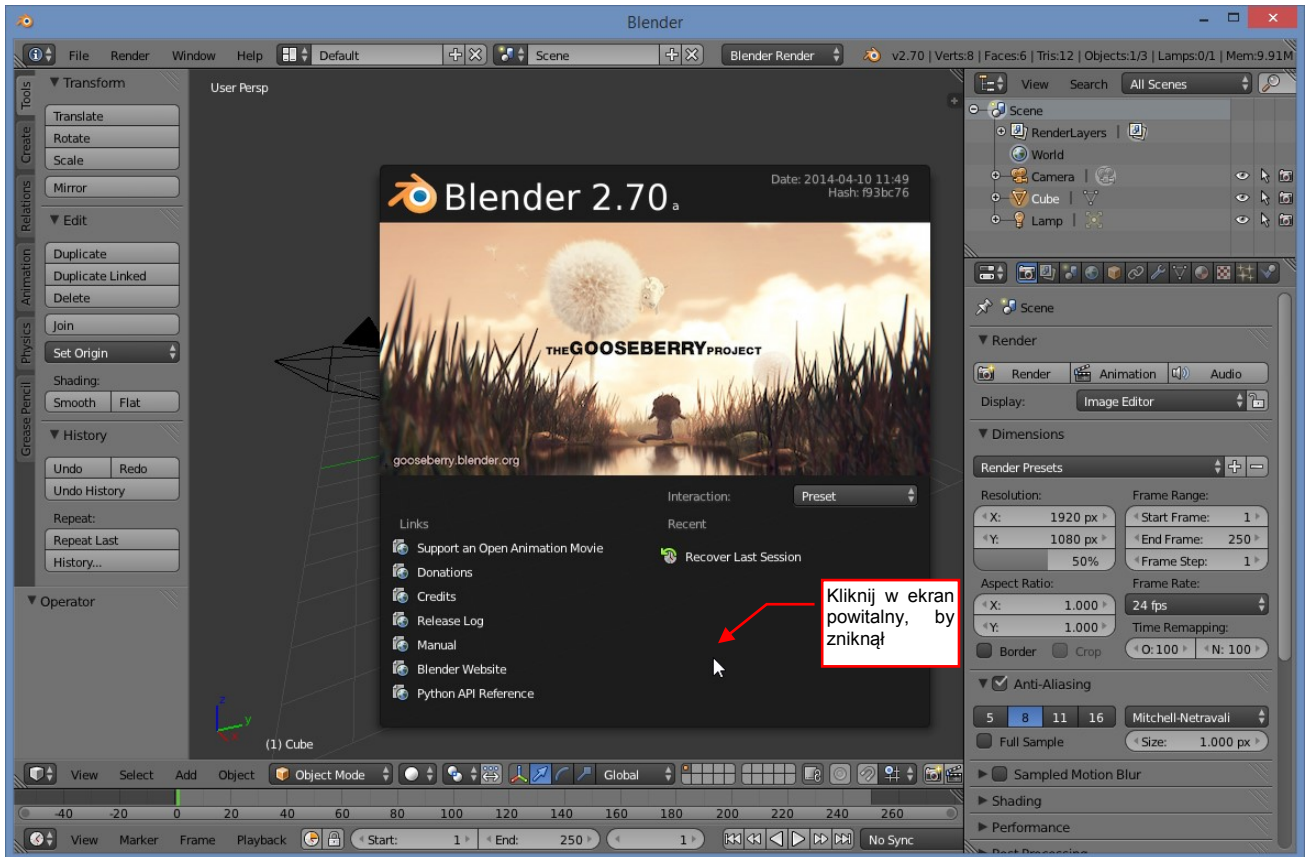 Blender
File Render Window Help Default Scene Blender Render v2.70 | Verts:8 | Faces:6 | Tris:12 | Objects:1/3 | Lamps:0/1 | Mem:9.91M
Tools
Create
Relations
Animation
Physics
Grease Pencil
Transform
Translate
Rotate
Scale
Mirror
Edit
Duplicate
Duplicate Linked
Delete
Join
Set Origin
Shading:
Smooth Flat
History
Undo Redo
Undo History
Repeat:
Repeat Last
History...
Operator
User Persp
Blender 2.70 a
Date: 2014-04-10 11:49
Hash: f93bc76
THE GOOSEBERRY PROJECT
gooseberry.blender.org
Interaction: Preset
Links
Support an Open Animation Movie
Donations
Credits
Release Log
Manual
Blender Website
Python API Reference
Recent
Recover Last Session
Kliknij w ekran
powitalny, by
zniknął
z
y
(1) Cube
View Select Add Object Object Mode Global
-40 -20 0 20 40 60 80 100 120 140 160 180 200 220 240 260
View Marker Frame Playback Start: 1 End: 250 1 No Sync
View Search All Scenes
Scene
RenderLayers |
World
Camera |
Cube |
Lamp |
Scene
Render
Render Animation Audio
Display: Image Editor
Dimensions
Render Presets
Resolution: Frame Range:
X: 1920 px Start Frame: 1
Y: 1080 px End Frame: 250
50% Frame Step: 1
Aspect Ratio: Frame Rate:
X: 1.000 24 fps
Y: 1.000 Time Remapping:
Border Crop O: 100 N: 100
Anti-Aliasing
5 8 11 16 Mitchell-Netravali
Full Sample Size: 1.000 px
Sampled Motion Blur
Shading
Performance
Post Processing